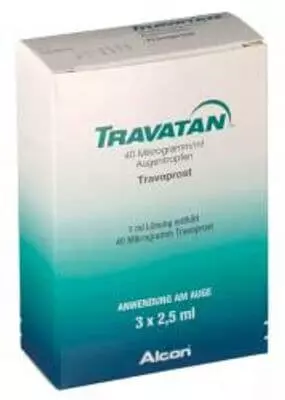 TRAVATAN
40 Mikrogramm/ml
Augentropfen
Travoprost
1 ml Lösung enthält
40 Mikrogramm Travoprost
ANWENDUNG AM AUGE
3 x 2,5 ml
Alcon